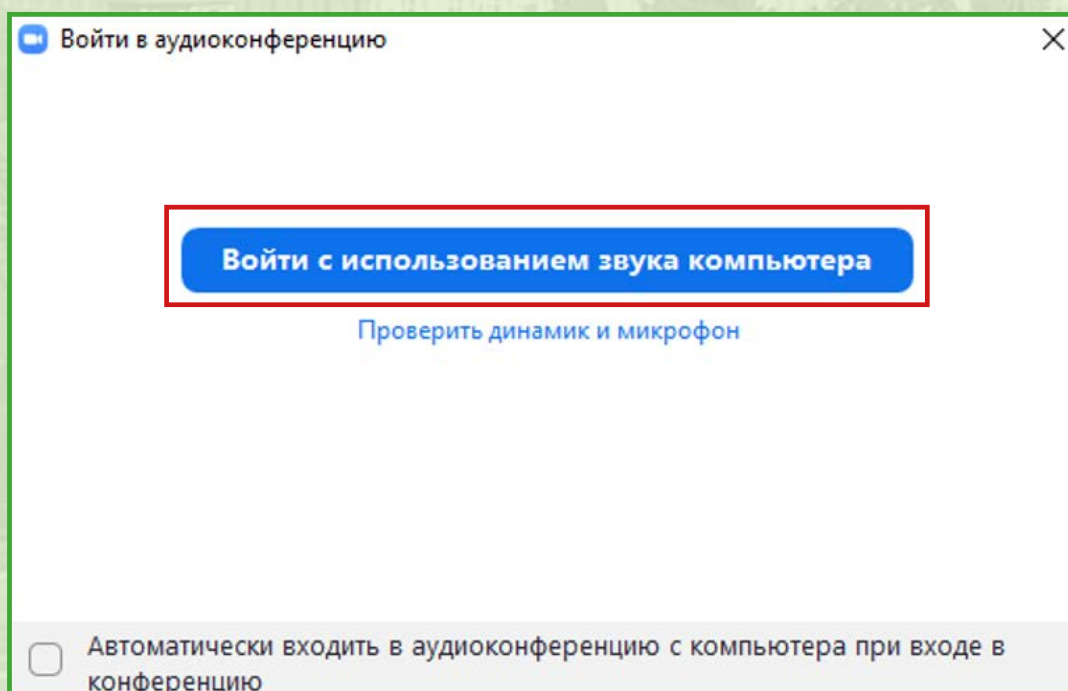 Войти в аудиоконференцию
Войти с использованием звука компьютера
Проверить динамик и микрофон
Автоматически входить в аудиоконференцию с компьютера при входе в
конференцию